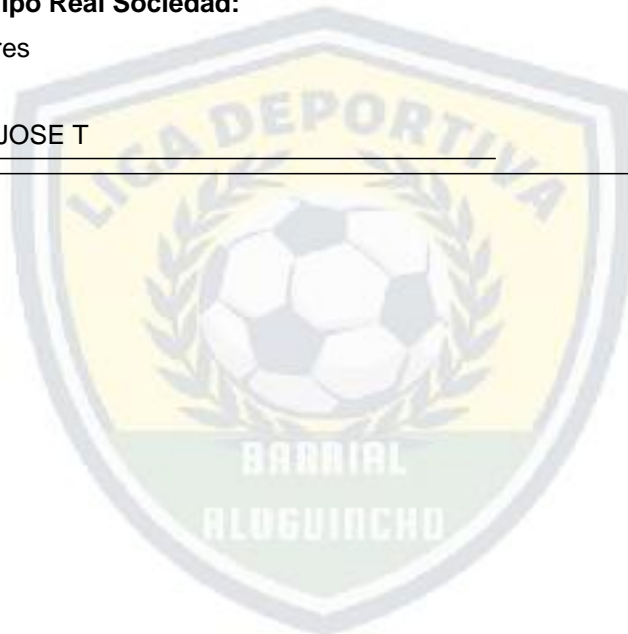 ipo Real Sociedad:
res
JOSE T
LIGA DEPORTIVA
BARRIAL
ALUGUINCHO